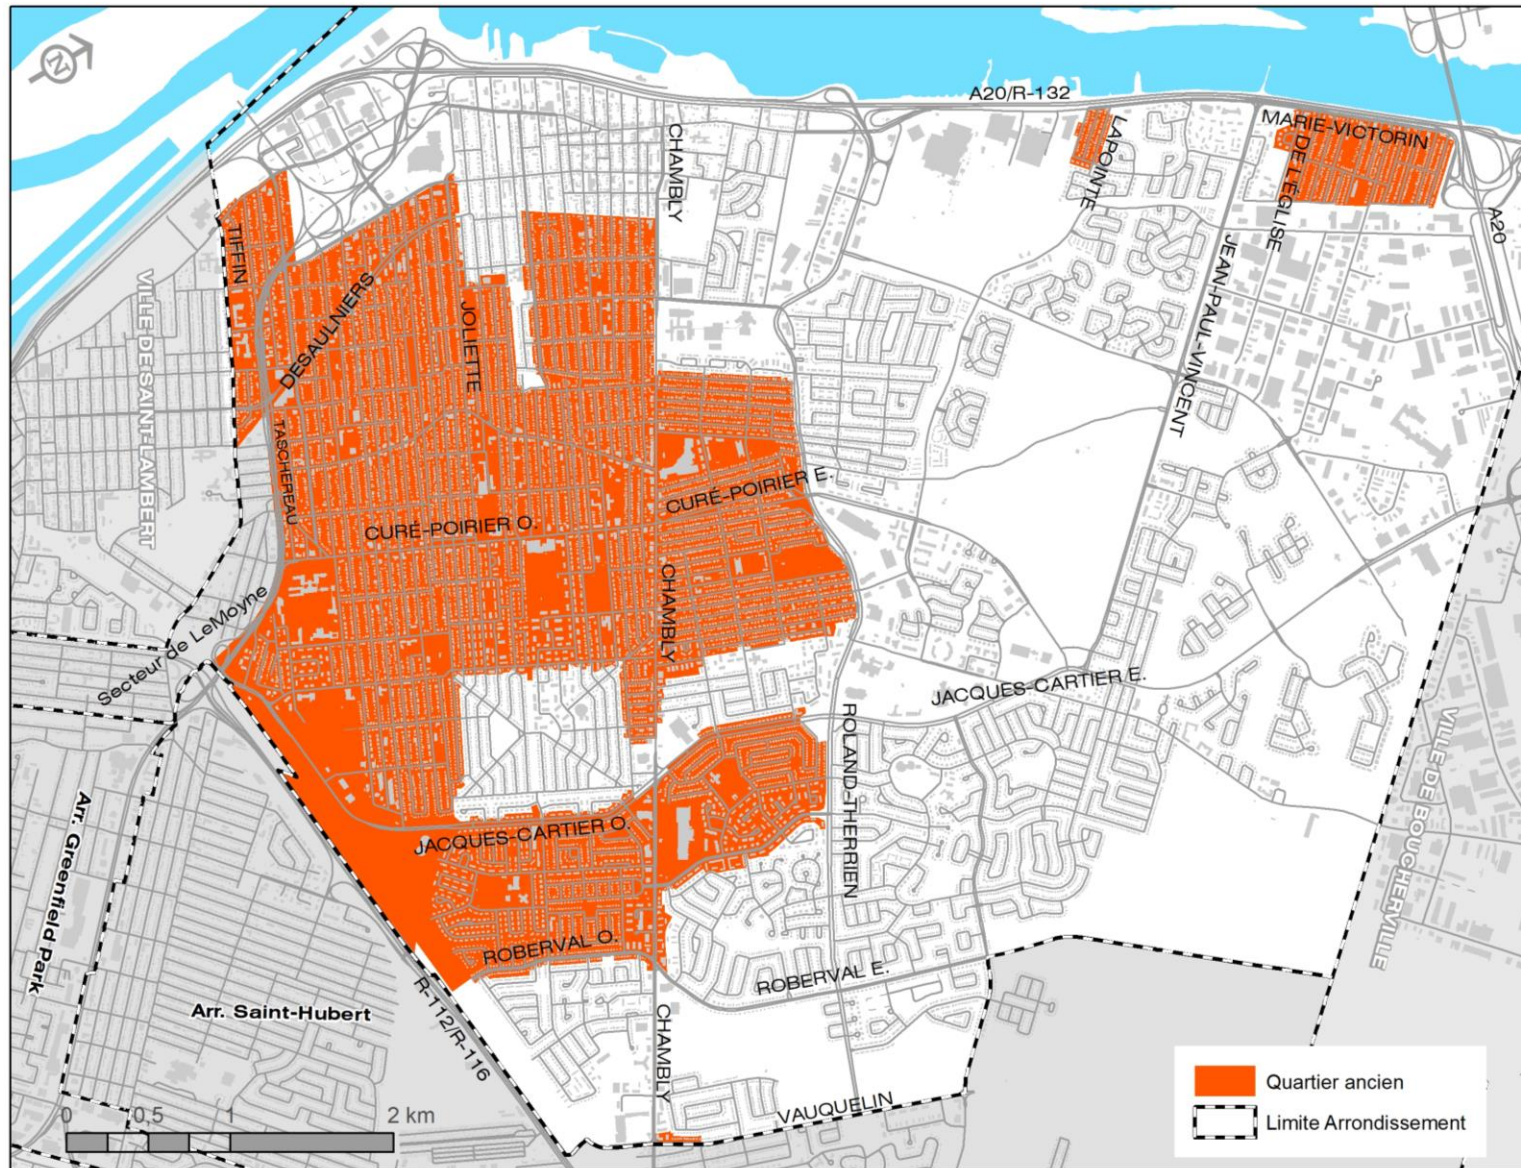 N
A20/R-132
MARIE-VICTORIN
CHAMBLY
LAPOINTE
DE L'ÉGLISE
A20
TIFFIN
JEAN-PAUL-VINCENT
VILLE DE SAINT-LAMBERT
DESAULNIERS
JOLIETTE
TASCHEREAU
CURÉ-POIRIER E.
CURÉ-POIRIER O.
CHAMBLY
Secteur de LeMoyne
JACQUES-CARTIER E.
ROLAND-THERRIEN
VILLE DE BOUCHERVILLE
Arr. Greenfield Park
JACQUES-CARTIER O.
ROBERVAL O.
ROBERVAL E.
Arr. Saint-Hubert
R-112/R-116
CHAMBLY
VAUQUELIN
Quartier ancien
Limite Arrondissement
0 0,5 1 2 km